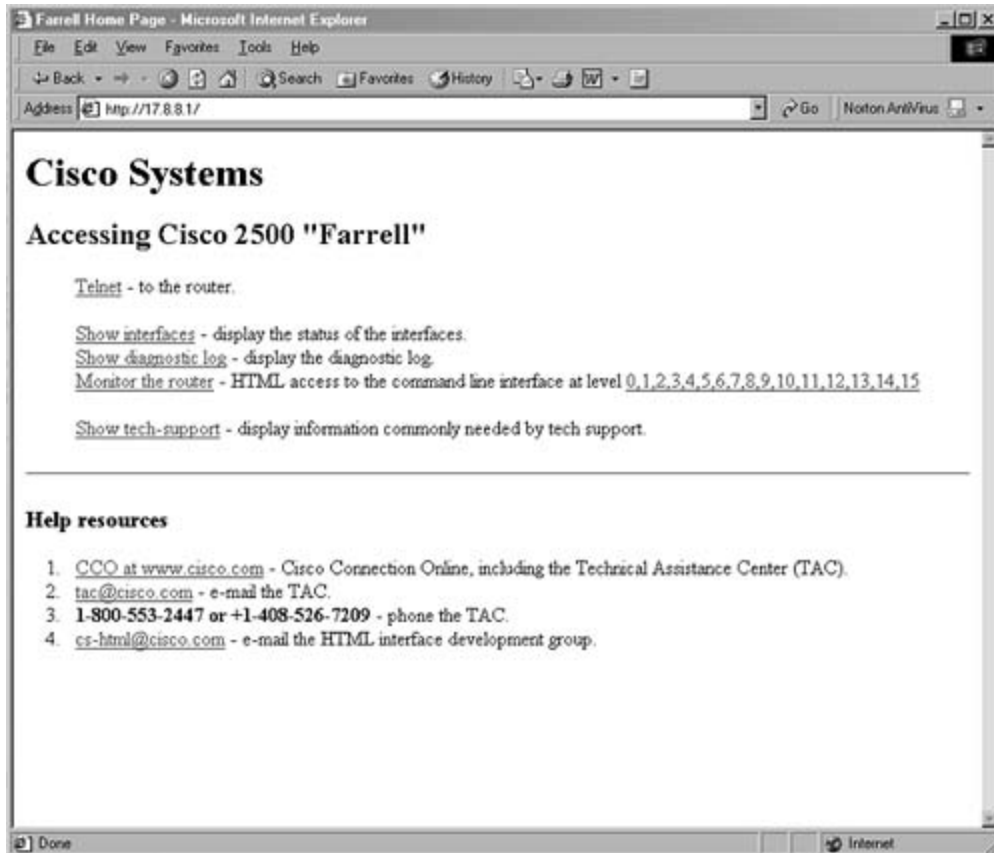 Farrell Home Page - Microsoft Internet Explorer
File Edit View Favorites Tools Help
Back Search Favorites History
Address http://17.8.8.1/ Go Norton AntiVirus
Cisco Systems
Accessing Cisco 2500 "Farrell"
Telnet - to the router.
Show interfaces - display the status of the interfaces.
Show diagnostic log - display the diagnostic log.
Monitor the router - HTML access to the command line interface at level 0,1,2,3,4,5,6,7,8,9,10,11,12,13,14,15
Show tech-support - display information commonly needed by tech support.
Help resources
1. CCO at www.cisco.com - Cisco Connection Online, including the Technical Assistance Center (TAC).
2. tac@cisco.com - e-mail the TAC.
3. 1-800-553-2447 or +1-408-526-7209 - phone the TAC.
4. cs-html@cisco.com - e-mail the HTML interface development group.
Done Internet